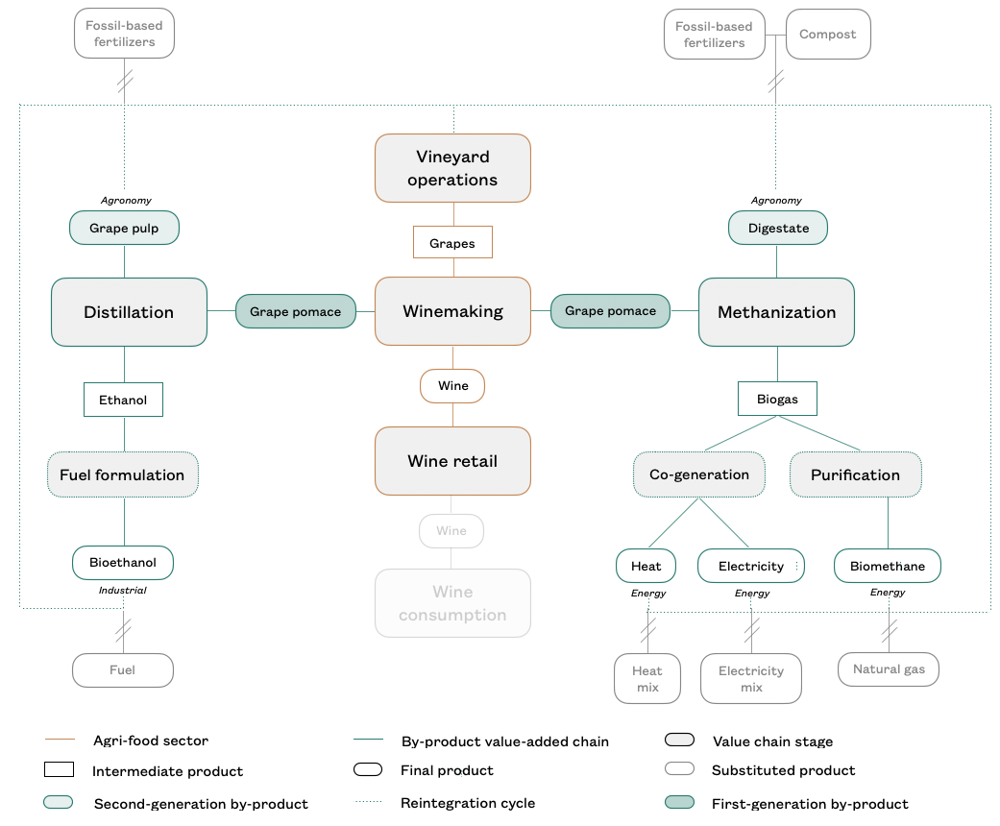 Fossil-based
fertilizers
Fossil-based
fertilizers
Compost
Vineyard
operations
Agronomy
Agronomy
Grape pulp
Grapes
Digestate
Distillation
Grape pomace
Winemaking
Grape pomace
Methanization
Wine
Ethanol
Biogas
Fuel formulation
Wine retail
Co-generation
Purification
Wine
Bioethanol
Heat
Electricity
Biomethane
Industrial
Energy
Energy
Energy
Wine
consumption
Fuel
Heat
mix
Electricity
mix
Natural gas
Agri-food sector
By-product value-added chain
Value chain stage
Intermediate product
Final product
Substituted product
Second-generation by-product
Reintegration cycle
First-generation by-product